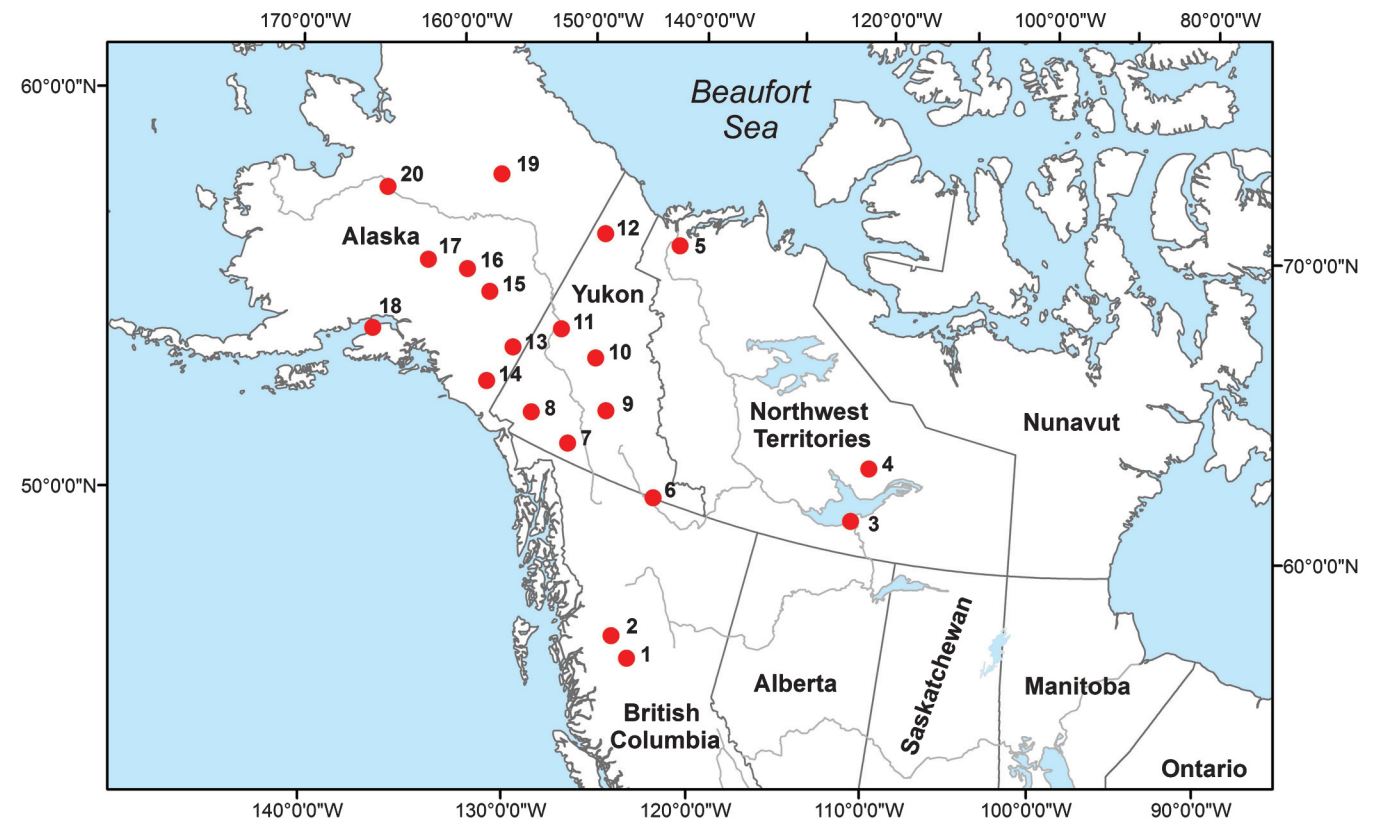 170°0'0"W 160°0'0"W 150°0'0"W 140°0'0"W 120°0'0"W 100°0'0"W 80°0'0"W
60°0'0"N
Beaufort
Sea
19
20
12
Alaska
17
5
16
70°0'0"N
15
Yukon
18
11
13
10
14
8
9
Northwest
Territories
Nunavut
7
4
50°0'0"N
6
3
60°0'0"N
2
1
Saskatchewan
Alberta
Manitoba
British
Columbia
Ontario
140°0'0"W 130°0'0"W 120°0'0"W 110°0'0"W 100°0'0"W 90°0'0"W